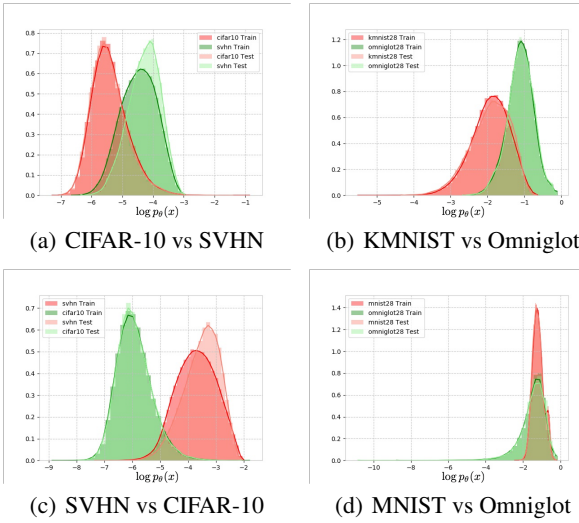 0.8
0.7
0.6
0.5
0.4
0.3
0.2
0.1
0.0
cifar10 Train
svhn Train
cifar10 Test
svhn Test
−7 −6 −5 −4 −3 −2 −1
log pθ(x)
(a) CIFAR-10 vs SVHN
1.2
1.0
0.8
0.6
0.4
0.2
0.0
kmnist28 Train
omniglot28 Train
kmnist28 Test
omniglot28 Test
−5 −4 −3 −2 −1 0
log pθ(x)
(b) KMNIST vs Omniglot
0.7
0.6
0.5
0.4
0.3
0.2
0.1
0.0
svhn Train
cifar10 Train
svhn Test
cifar10 Test
−9 −8 −7 −6 −5 −4 −3 −2
log pθ(x)
(c) SVHN vs CIFAR-10
1.4
1.2
1.0
0.8
0.6
0.4
0.2
0.0
mnist28 Train
omniglot28 Train
mnist28 Test
omniglot28 Test
−10 −8 −6 −4 −2 0
log pθ(x)
(d) MNIST vs Omniglot